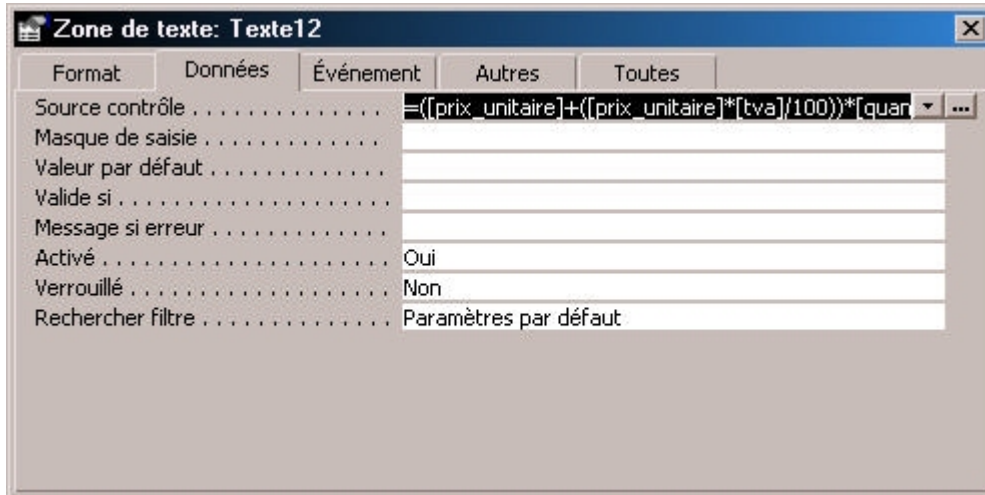 Zone de texte: Texte12
Format Données Événement Autres Toutes
Source contrôle . . . . . . . . . . . . . . . =([prix_unitaire]+([prix_unitaire]*[tva]/100))*[quan ...
Masque de saisie . . . . . . . . . . . . .
Valeur par défaut . . . . . . . . . . . . .
Valide si . . . . . . . . . . . . . . . . . . . .
Message si erreur . . . . . . . . . . . . .
Activé . . . . . . . . . . . . . . . . . . . . . . Oui
Verrouillé . . . . . . . . . . . . . . . . . . . Non
Rechercher filtre . . . . . . . . . . . . . . Paramètres par défaut